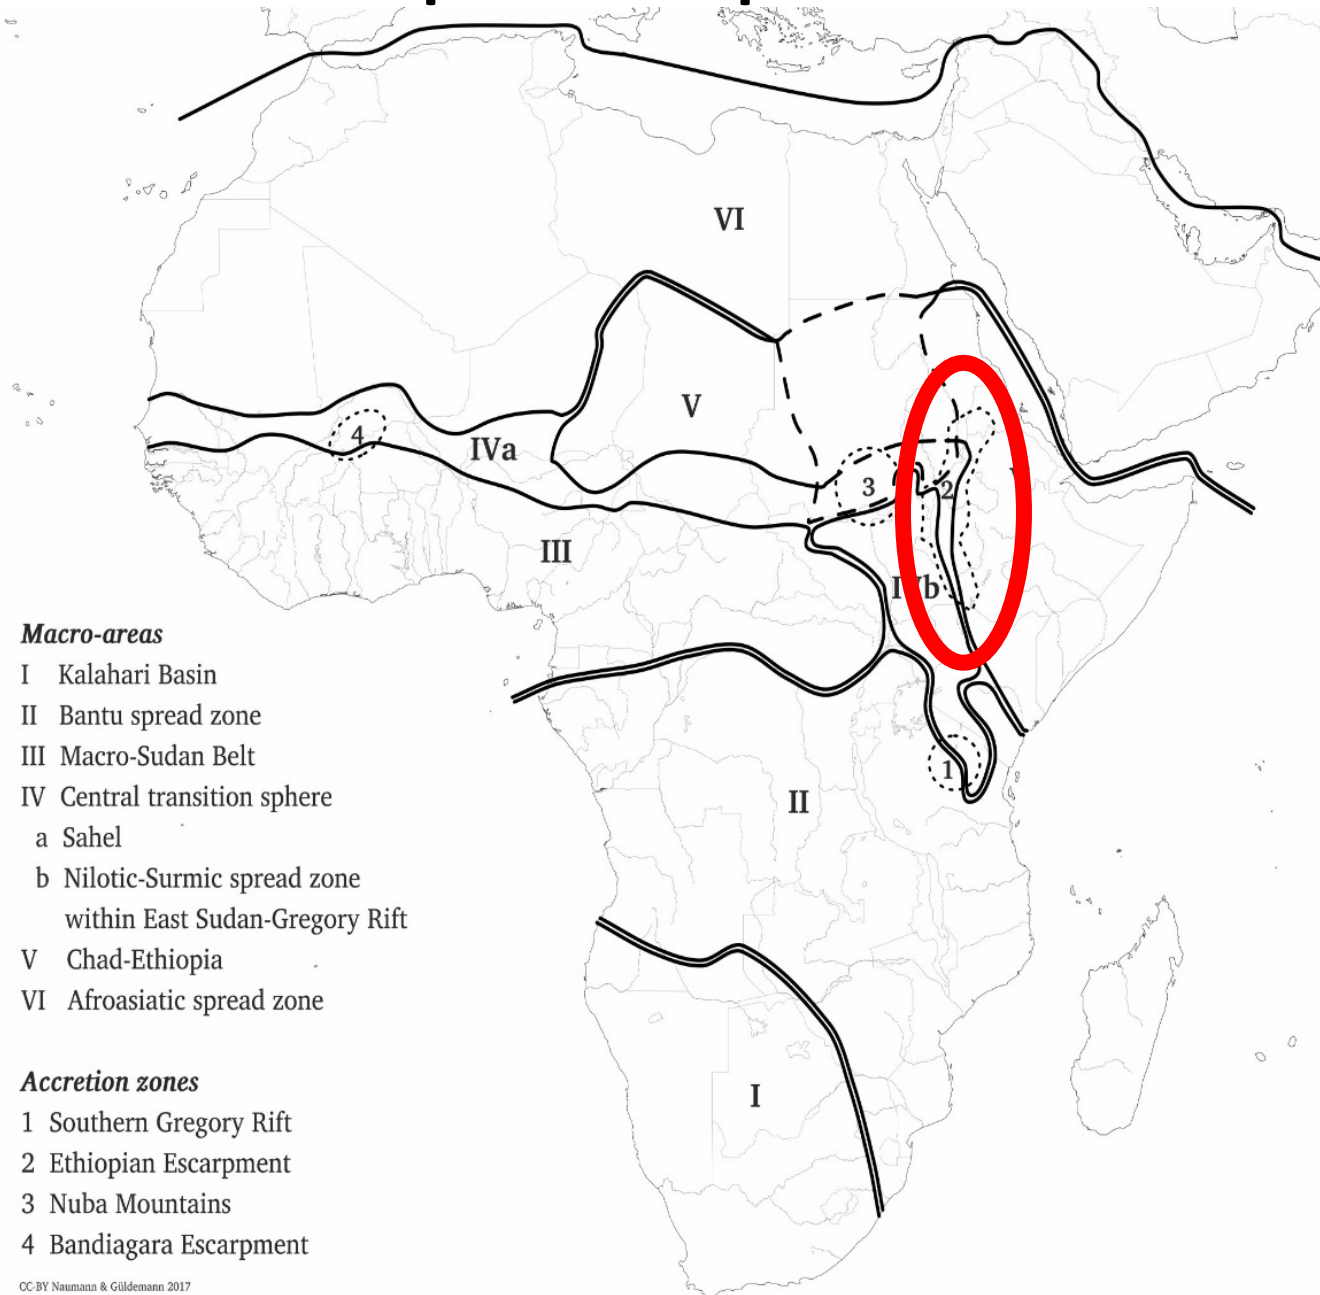 VI
V
4
IVa
3
2
III
IVb
1
II
I
Macro-areas
I Kalahari Basin
II Bantu spread zone
III Macro-Sudan Belt
IV Central transition sphere
a Sahel
b Nilotic-Surmic spread zone
within East Sudan-Gregory Rift
V Chad-Ethiopia
VI Afroasiatic spread zone
Accretion zones
1 Southern Gregory Rift
2 Ethiopian Escarpment
3 Nuba Mountains
4 Bandiagara Escarpment
CC-BY Naumann & Güldemann 2017